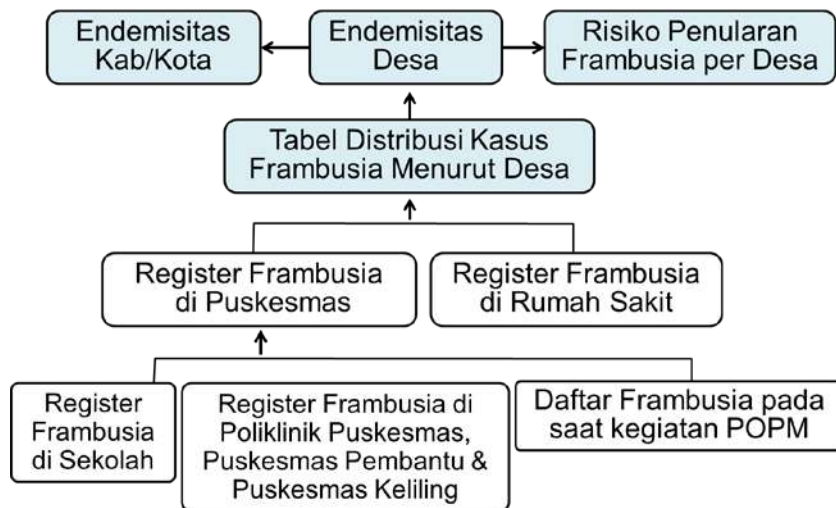 Endemisitas
Kab/Kota
Endemisitas
Desa
Risiko Penularan
Frambusia per Desa
Tabel Distribusi Kasus
Frambusia Menurut Desa
Register Frambusia
di Puskesmas
Register Frambusia
di Rumah Sakit
Register
Frambusia
di Sekolah
Register Frambusia di
Poliklinik Puskesmas,
Puskesmas Pembantu &
Puskesmas Keliling
Daftar Frambusia pada
saat kegiatan POPM